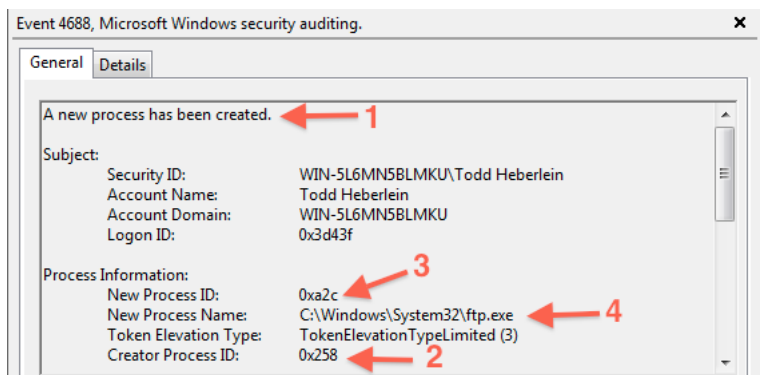 Event 4688, Microsoft Windows security auditing. x
General Details
A new process has been created. 1
Subject:
Security ID: WIN-5L6MN5BLMKU\Todd Heberlein
Account Name: Todd Heberlein
Account Domain: WIN-5L6MN5BLMKU
Logon ID: 0x3d43f
3
Process Information:
New Process ID: 0xa2c
New Process Name: C:\Windows\System32\ftp.exe 4
Token Elevation Type: TokenElevationTypeLimited (3)
Creator Process ID: 0x258 2